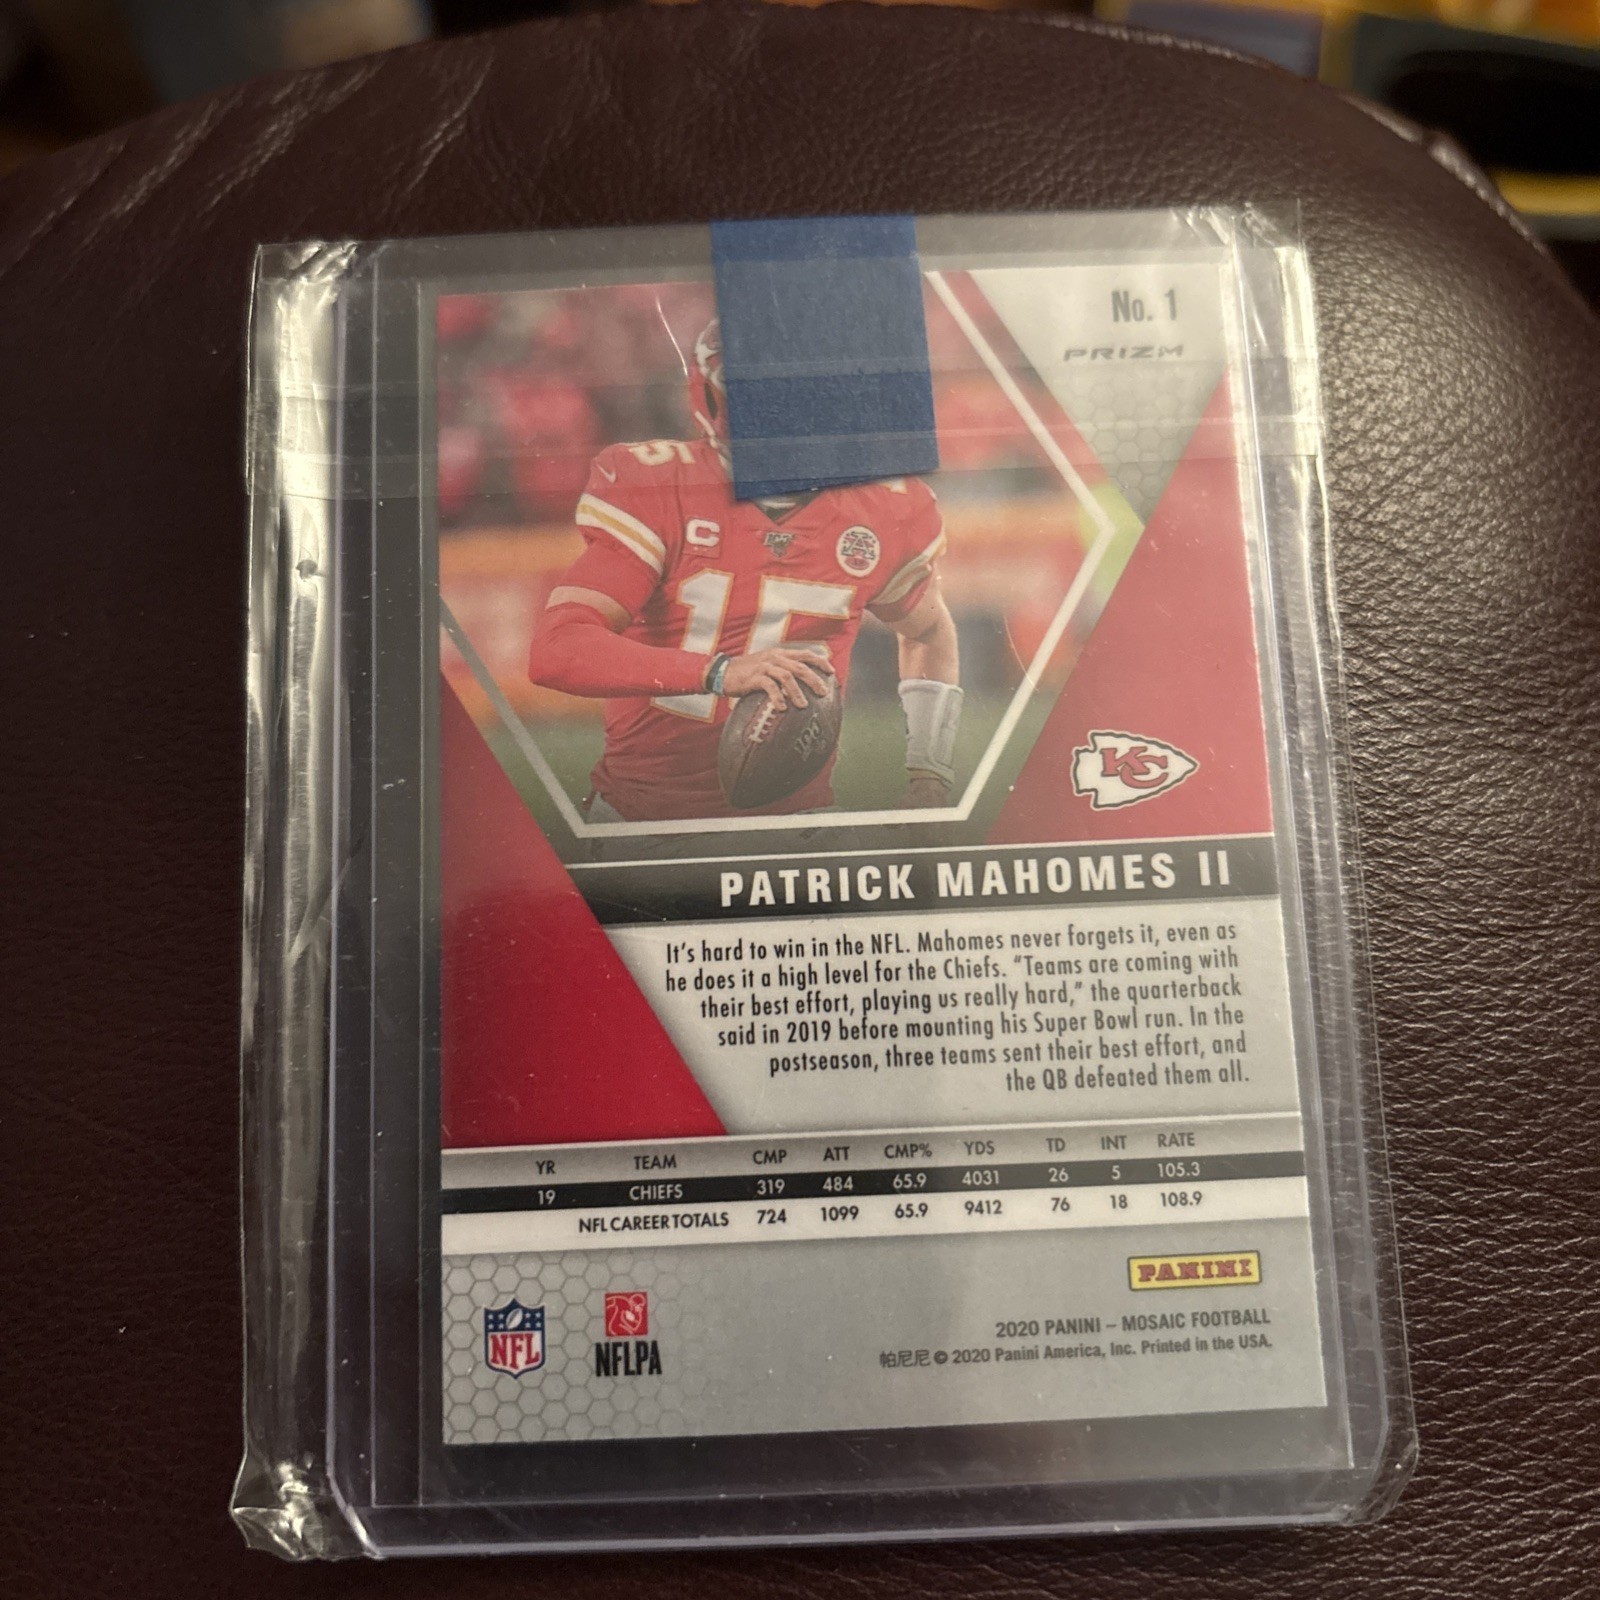 No. 1
PRIZM
15
C
15
KC
PATRICK MAHOMES II
It's hard to win in the NFL. Mahomes never forgets it, even as
he does it a high level for the Chiefs. "Teams are coming with
their best effort, playing us really hard," the quarterback
said in 2019 before mounting his Super Bowl run. In the
postseason, three teams sent their best effort, and
the QB defeated them all.
YR TEAM CMP ATT CMP% YDS TD INT RATE
19 CHIEFS 319 484 65.9 4031 26 5 105.3
NFL CAREER TOTALS 724 1099 65.9 9412 76 18 108.9
PANINI
NFL
NFLPA
2020 PANINI – MOSAIC FOOTBALL
帕尼尼 © 2020 Panini America, Inc. Printed in the USA.